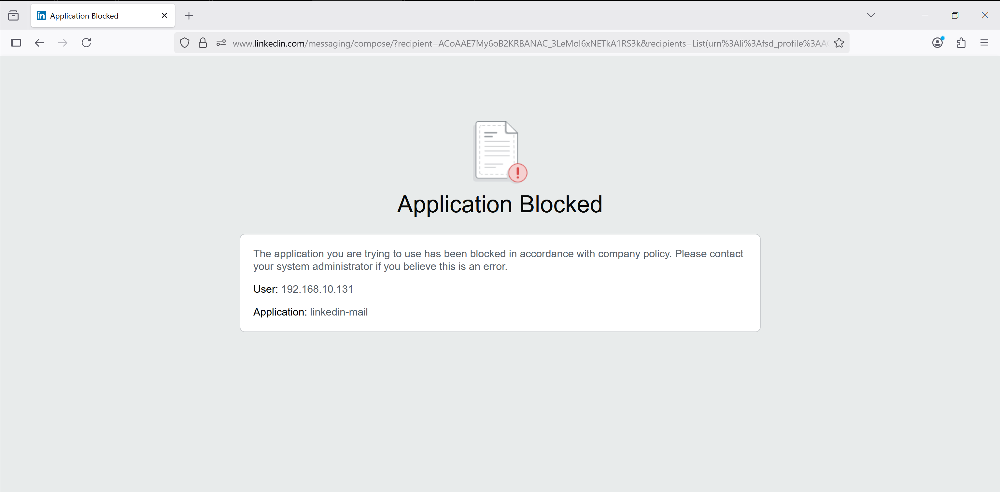 in Application Blocked
www.linkedin.com/messaging/compose/?recipient=ACoAAE7My6oB2KRBANAC_3LeMoI6xNETkA1RS3k&recipients=List(urn%3Ali%3Afsd_profile%3AA
Application Blocked
The application you are trying to use has been blocked in accordance with company policy. Please contact
your system administrator if you believe this is an error.
User: 192.168.10.131
Application: linkedin-mail